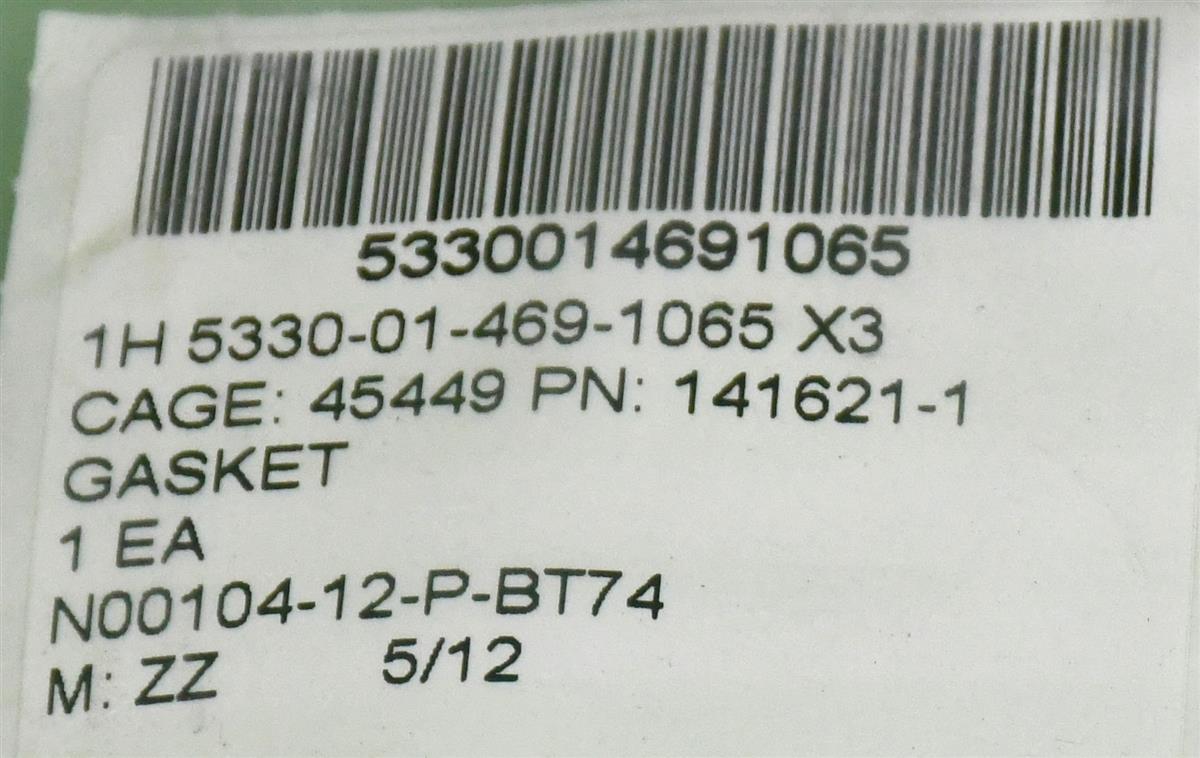 5330014691065
1H 5330-01-469-1065 X3
CAGE: 45449 PN: 141621-1
GASKET
1 EA
N00104-12-P-BT74
M: ZZ 5/12